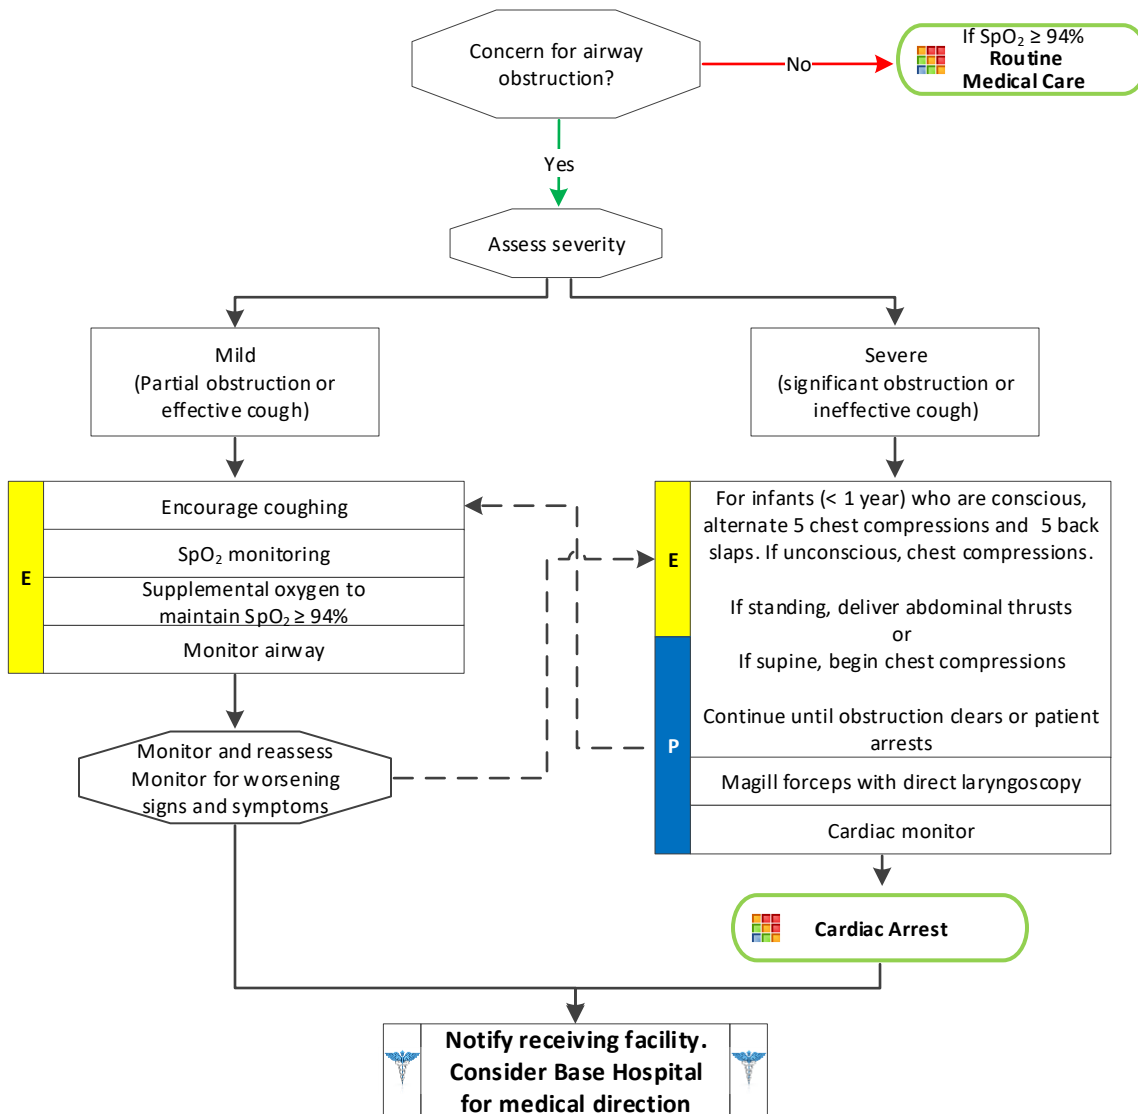 Concern for airway
obstruction?
No
If SpO₂ ≥ 94%
Routine
Medical Care
Yes
Assess severity
Mild
(Partial obstruction or
effective cough)
Severe
(significant obstruction or
ineffective cough)
E
Encourage coughing
SpO₂ monitoring
Supplemental oxygen to
maintain SpO₂ ≥ 94%
Monitor airway
E
For infants (< 1 year) who are conscious,
alternate 5 chest compressions and 5 back
slaps. If unconscious, chest compressions.
If standing, deliver abdominal thrusts
or
If supine, begin chest compressions
P
Continue until obstruction clears or patient
arrests
Magill forceps with direct laryngoscopy
Cardiac monitor
Monitor and reassess
Monitor for worsening
signs and symptoms
Cardiac Arrest
Notify receiving facility.
Consider Base Hospital
for medical direction